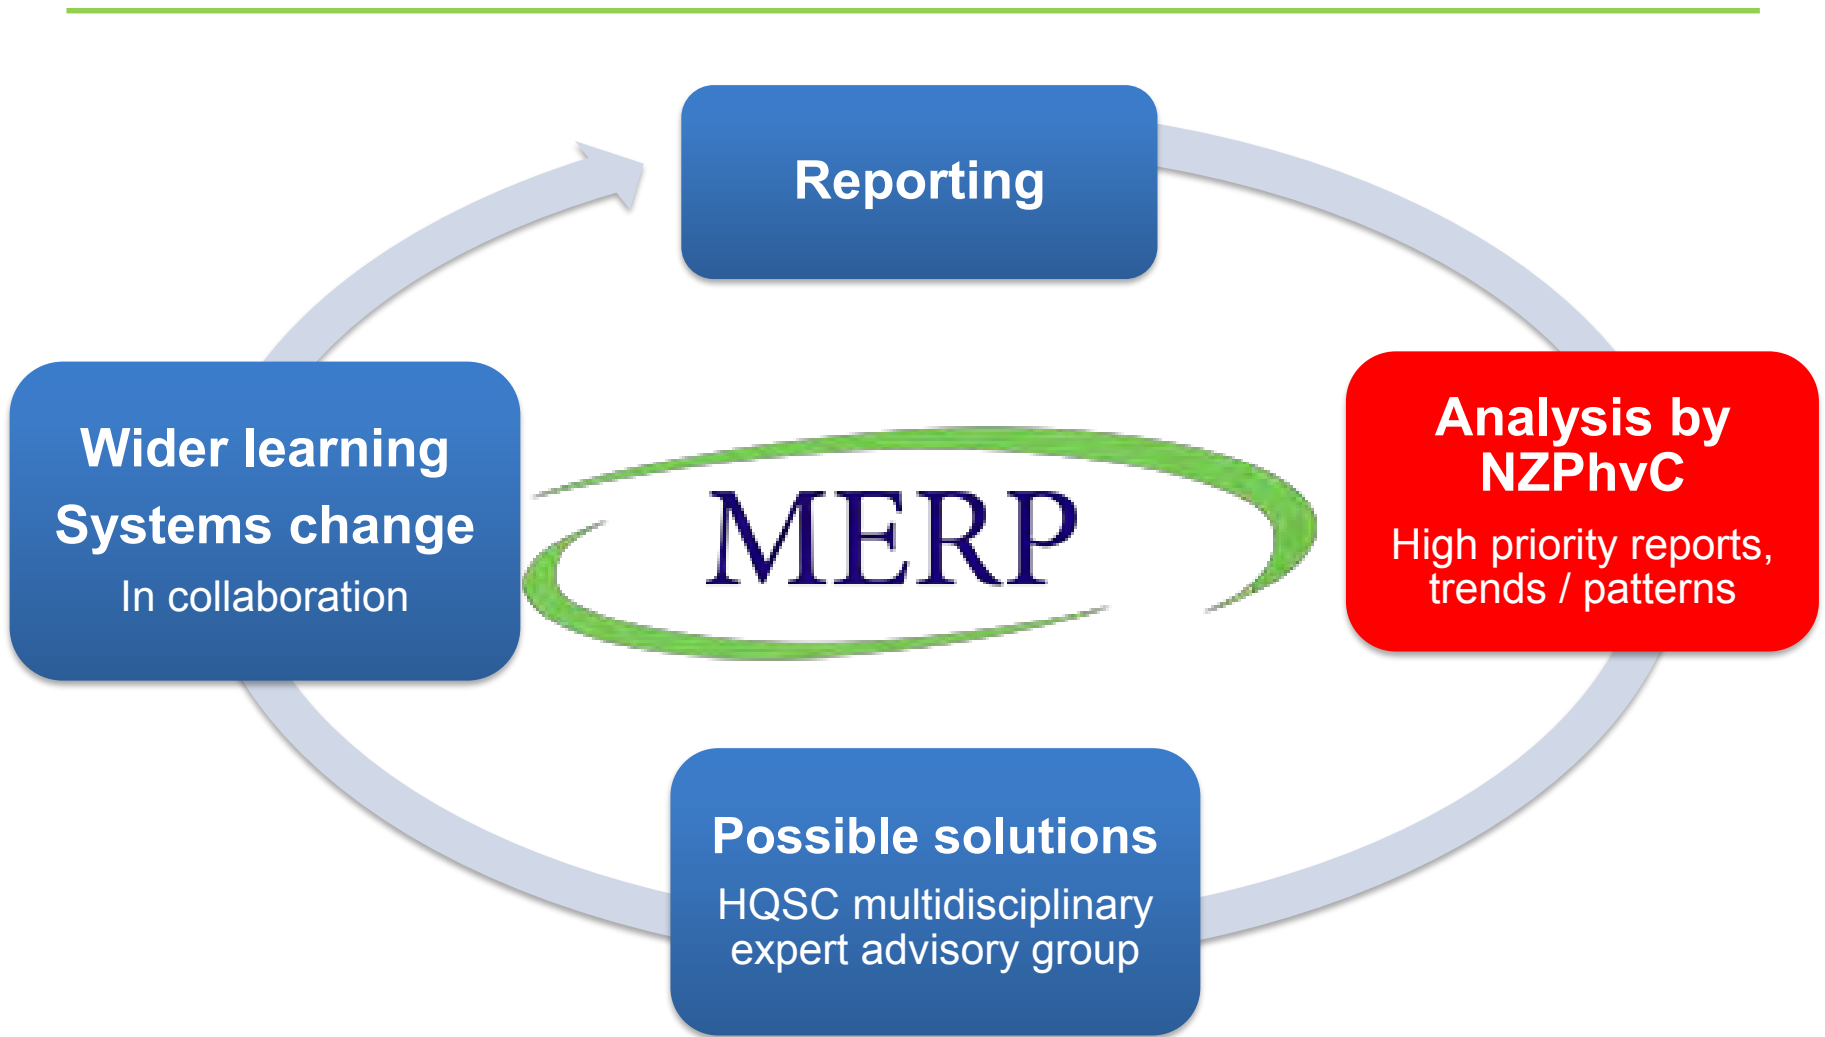 Reporting
Analysis by
NZPhvC
High priority reports,
trends / patterns
Possible solutions
HQSC multidisciplinary
expert advisory group
Wider learning
Systems change
In collaboration
MERP